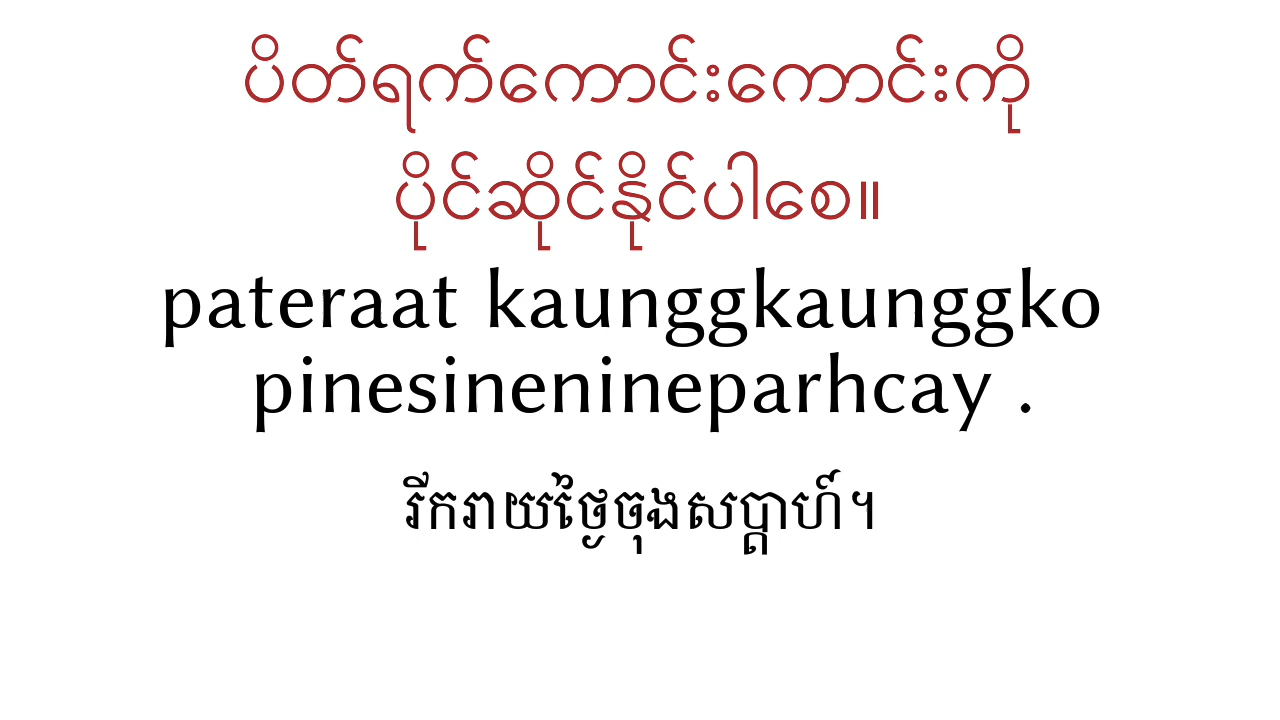 ပိတ်ရက်ကောင်းကောင်းကို
ပိုင်ဆိုင်နိုင်ပါစေ။
pateraat kaunggkaunggko
pinesinenineparhcay .
រីករាយថ្ងៃចុងសប្តាហ៍។